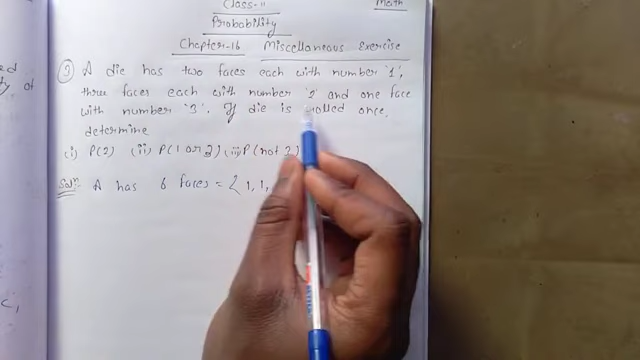 Class-11
Math
Probability
Chapter-16 Miscellaneous Exercise
A die has two faces each with number '1',
three faces each with number '2' and one face
with number '3'. If die is rolled once,
determine
(i) P(2) (ii) P(1 or 3) (iii) P(not 3)
Soln: A has 6 faces = { 1, 1,